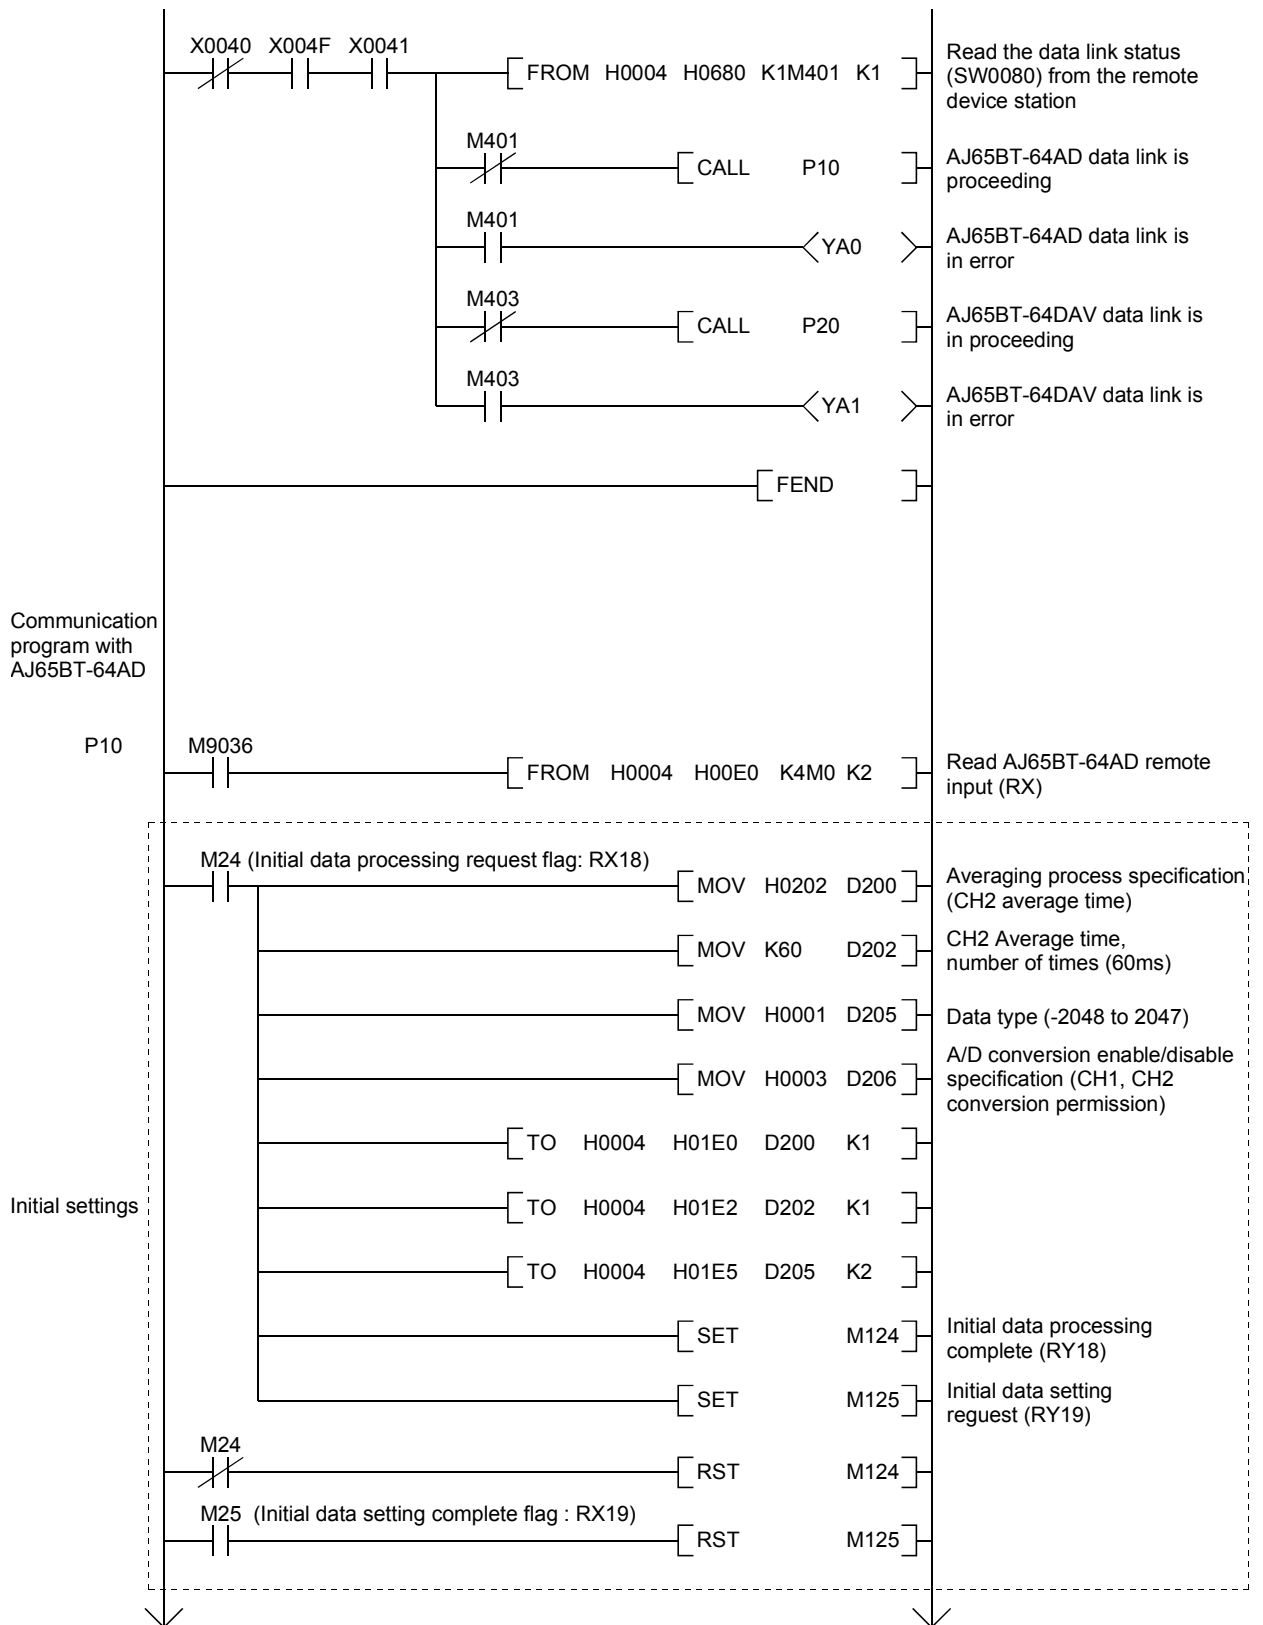 X0040 X004F X0041
FROM H0004 H0680 K1M401 K1
Read the data link status
(SW0080) from the remote
device station
M401
CALL P10
AJ65BT-64AD data link is
proceeding
M401
YA0
AJ65BT-64AD data link is
in error
M403
CALL P20
AJ65BT-64DAV data link is
in proceeding
M403
YA1
AJ65BT-64DAV data link is
in error
FEND
Communication
program with
AJ65BT-64AD
P10
M9036
FROM H0004 H00E0 K4M0 K2
Read AJ65BT-64AD remote
input (RX)
M24 (Initial data processing request flag: RX18)
MOV H0202 D200
Averaging process specification
(CH2 average time)
MOV K60 D202
CH2 Average time,
number of times (60ms)
MOV H0001 D205
Data type (-2048 to 2047)
MOV H0003 D206
A/D conversion enable/disable
specification (CH1, CH2
conversion permission)
TO H0004 H01E0 D200 K1
Initial settings
TO H0004 H01E2 D202 K1
TO H0004 H01E5 D205 K2
SET M124
Initial data processing
complete (RY18)
SET M125
Initial data setting
reguest (RY19)
M24
RST M124
M25 (Initial data setting complete flag : RX19)
RST M125